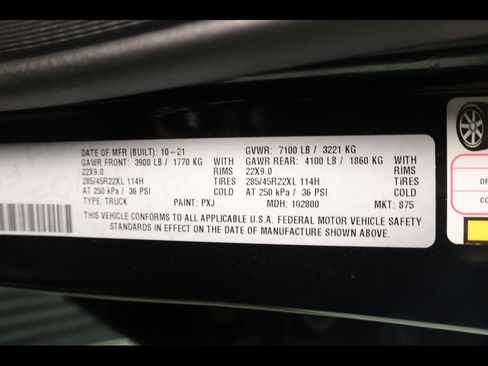 DATE OF MFR (BUILT): 10-21 GVWR: 7100 LB / 3221 KG
GAWR FRONT: 3900 LB / 1770 KG WITH GAWR REAR: 4100 LB / 1860 KG WITH
22X9.0 RIMS 22X9.0 RIMS
285/45R22XL 114H TIRES 285/45R22XL 114H TIRES
AT 250 kPa / 36 PSI COLD AT 250 kPa / 36 PSI COLD
TYPE: TRUCK PAINT: PXJ MDH: 102800 MKT: 875
THIS VEHICLE CONFORMS TO ALL APPLICABLE U.S.A. FEDERAL MOTOR VEHICLE SAFETY
STANDARDS IN EFFECT ON THE DATE OF MANUFACTURE SHOWN ABOVE.